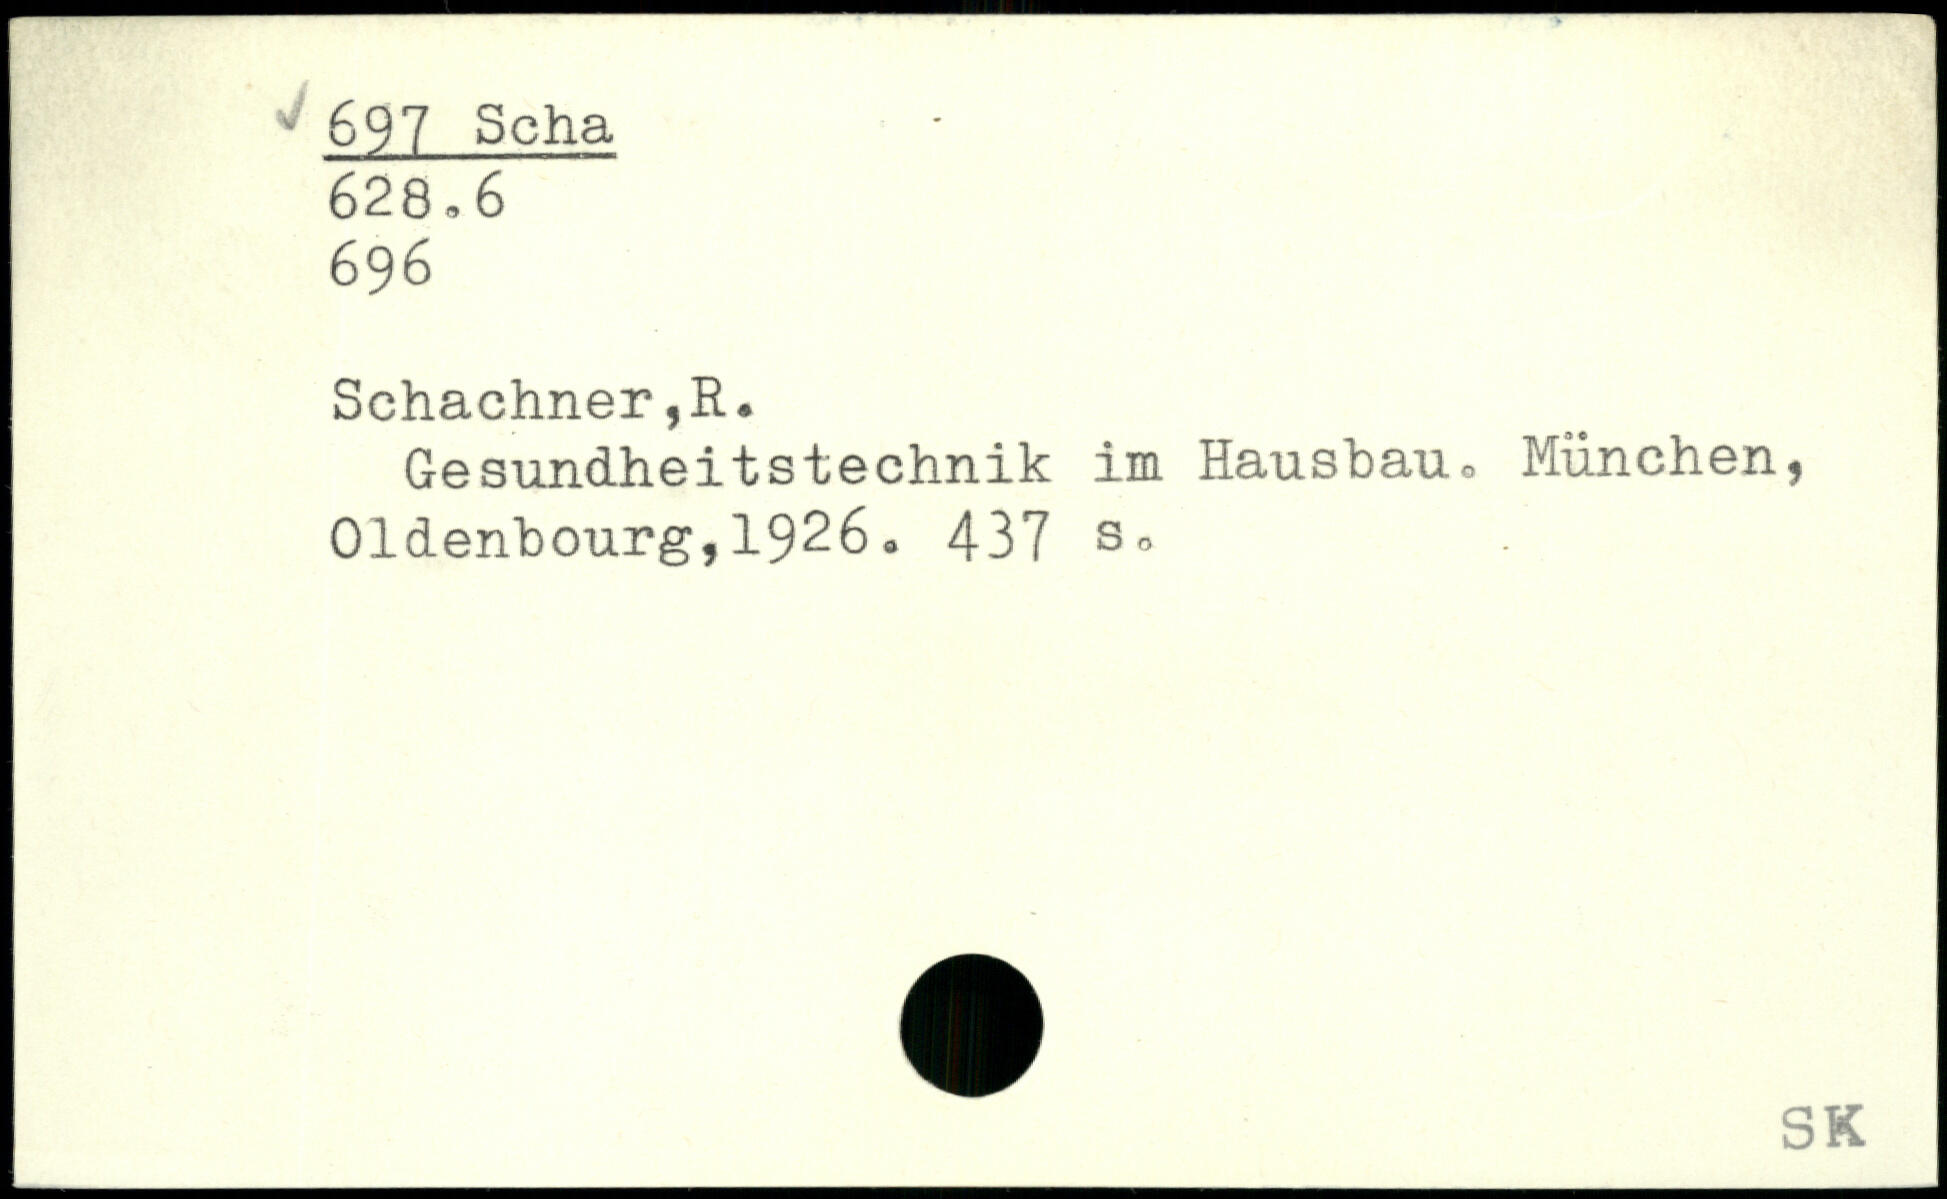 697 Scha
628.6
696
Schachner,R.
Gesundheitstechnik im Hausbau. München,
Oldenbourg,1926. 437 s.
SK